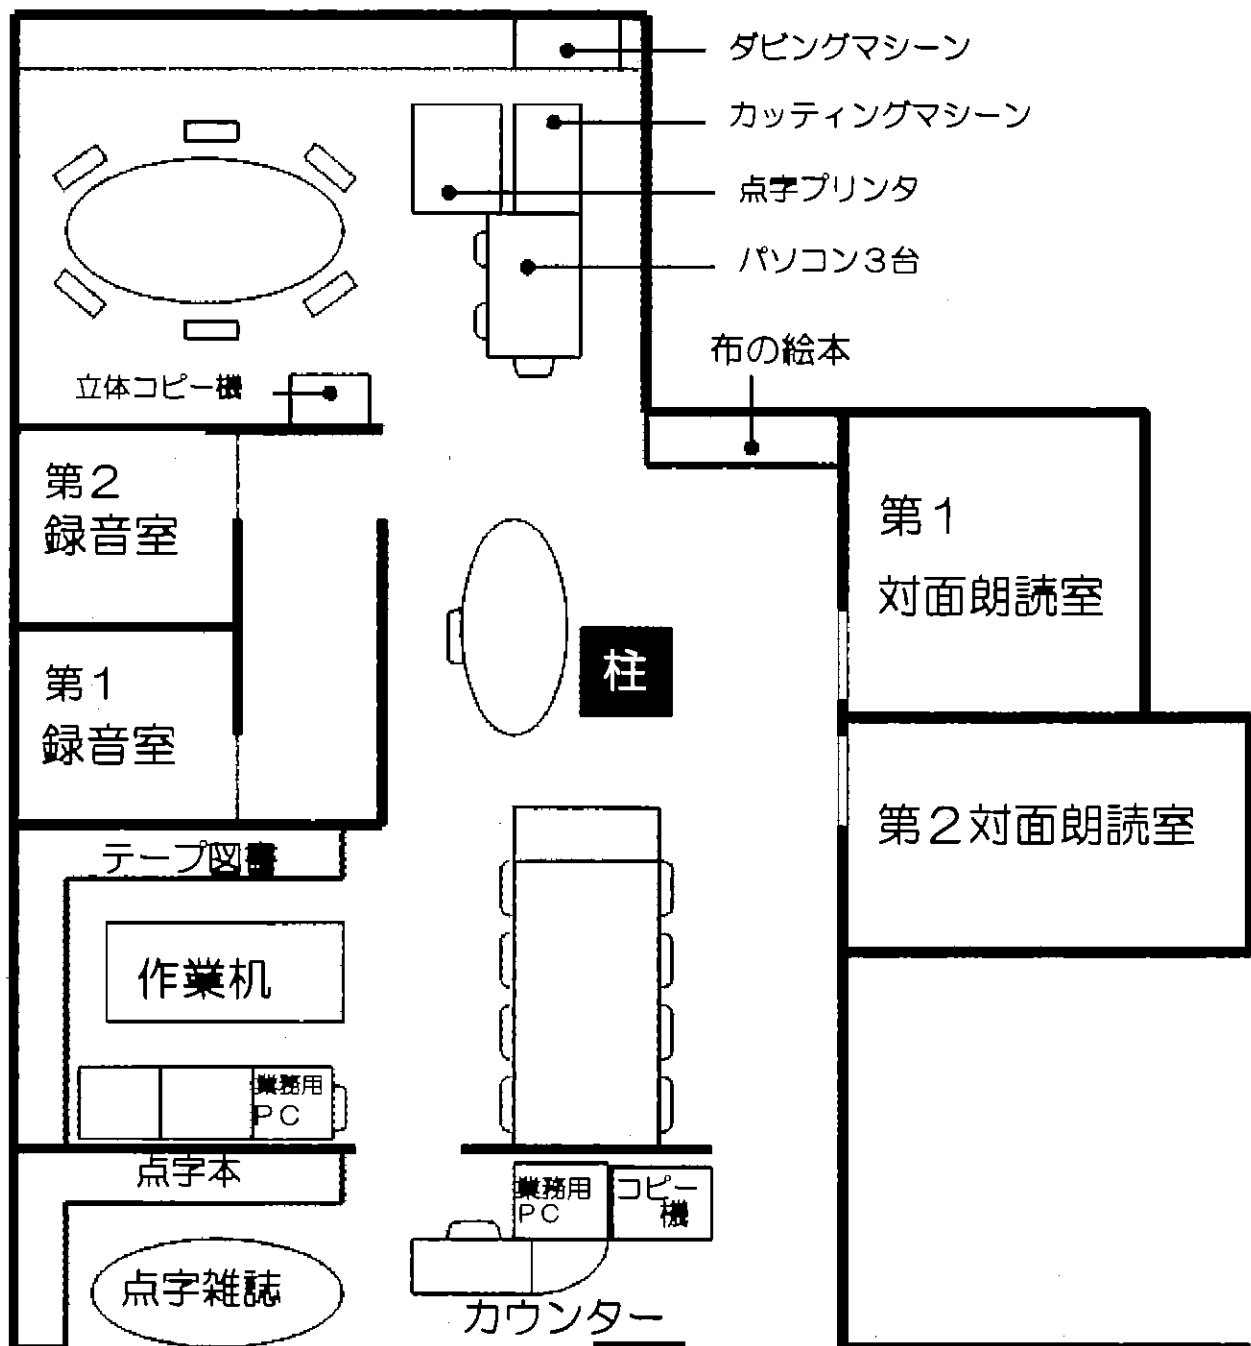 ダビングマシーン
カッティングマシーン
点字プリンタ
パソコン3台
布の絵本
立体コピー機
第2
録音室
第1
対面朗読室
柱
第1
録音室
第2対面朗読室
テープ図書
作業机
業務用
PC
点字本
業務用
PC
コピー
機
点字雑誌
カウンター